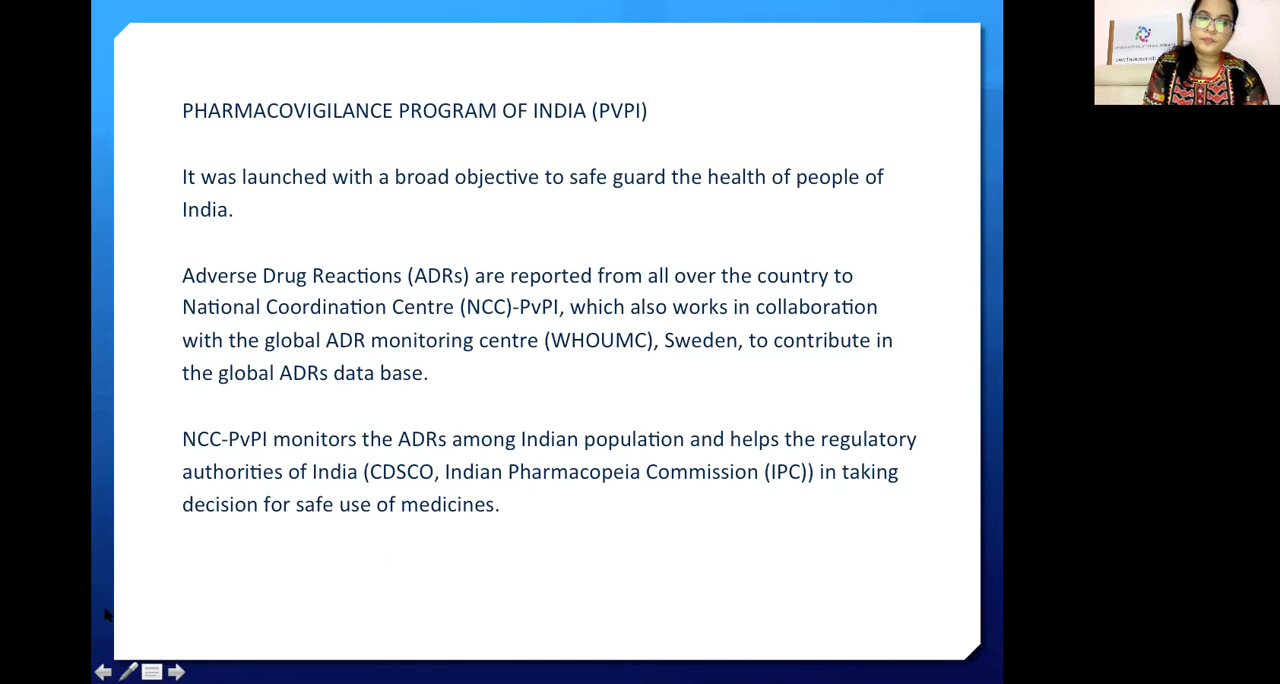 PHARMACOVIGILANCE PROGRAM OF INDIA (PVPI)
It was launched with a broad objective to safe guard the health of people of
India.
Adverse Drug Reactions (ADRs) are reported from all over the country to
National Coordination Centre (NCC)-PvPI, which also works in collaboration
with the global ADR monitoring centre (WHOUMC), Sweden, to contribute in
the global ADRs data base.
NCC-PvPI monitors the ADRs among Indian population and helps the regulatory
authorities of India (CDSCO, Indian Pharmacopeia Commission (IPC)) in taking
decision for safe use of medicines.